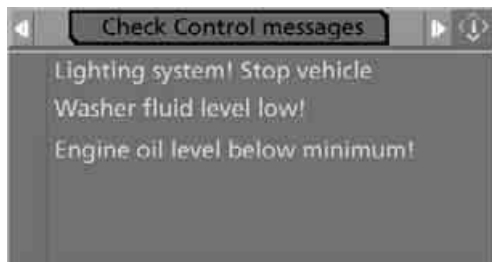 Check Control messages
Lighting system! Stop vehicle
Washer fluid level low!
Engine oil level below minimum!